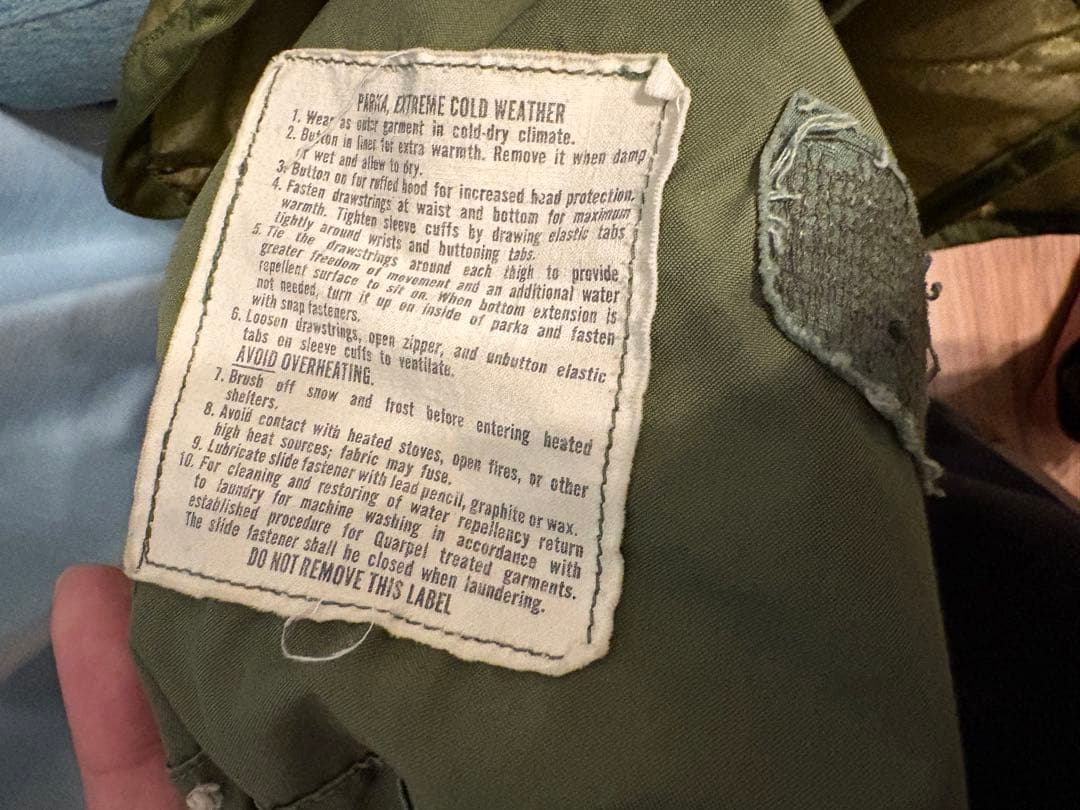 PARKA, EXTREME COLD WEATHER
1. Wear as outer garment in cold-dry climate.
2. Button in liner for extra warmth. Remove it when damp
or wet and allow to dry.
3. Button on fur ruffed hood for increased head protection.
4. Fasten drawstrings at waist and bottom for maximum
warmth. Tighten sleeve cuffs by drawing elastic tabs
tightly around wrists and buttoning tabs.
5. Tie the drawstrings around each thigh to provide
greater freedom of movement and an additional water
repellent surface to sit on. When bottom extension is
not needed, turn it up on inside of parka and fasten
with snap fasteners.
6. Loosen drawstrings, open zipper, and unbutton elastic
tabs on sleeve cuffs to ventilate.
AVOID OVERHEATING.
7. Brush off snow and frost before entering heated
shelters.
8. Avoid contact with heated stoves, open fires, or other
high heat sources; fabric may fuse.
9. Lubricate slide fastener with lead pencil, graphite or wax.
10. For cleaning and restoring of water repellency return
to laundry for machine washing in accordance with
established procedure for Quarpel treated garments.
The slide fastener shall be closed when laundering.
DO NOT REMOVE THIS LABEL